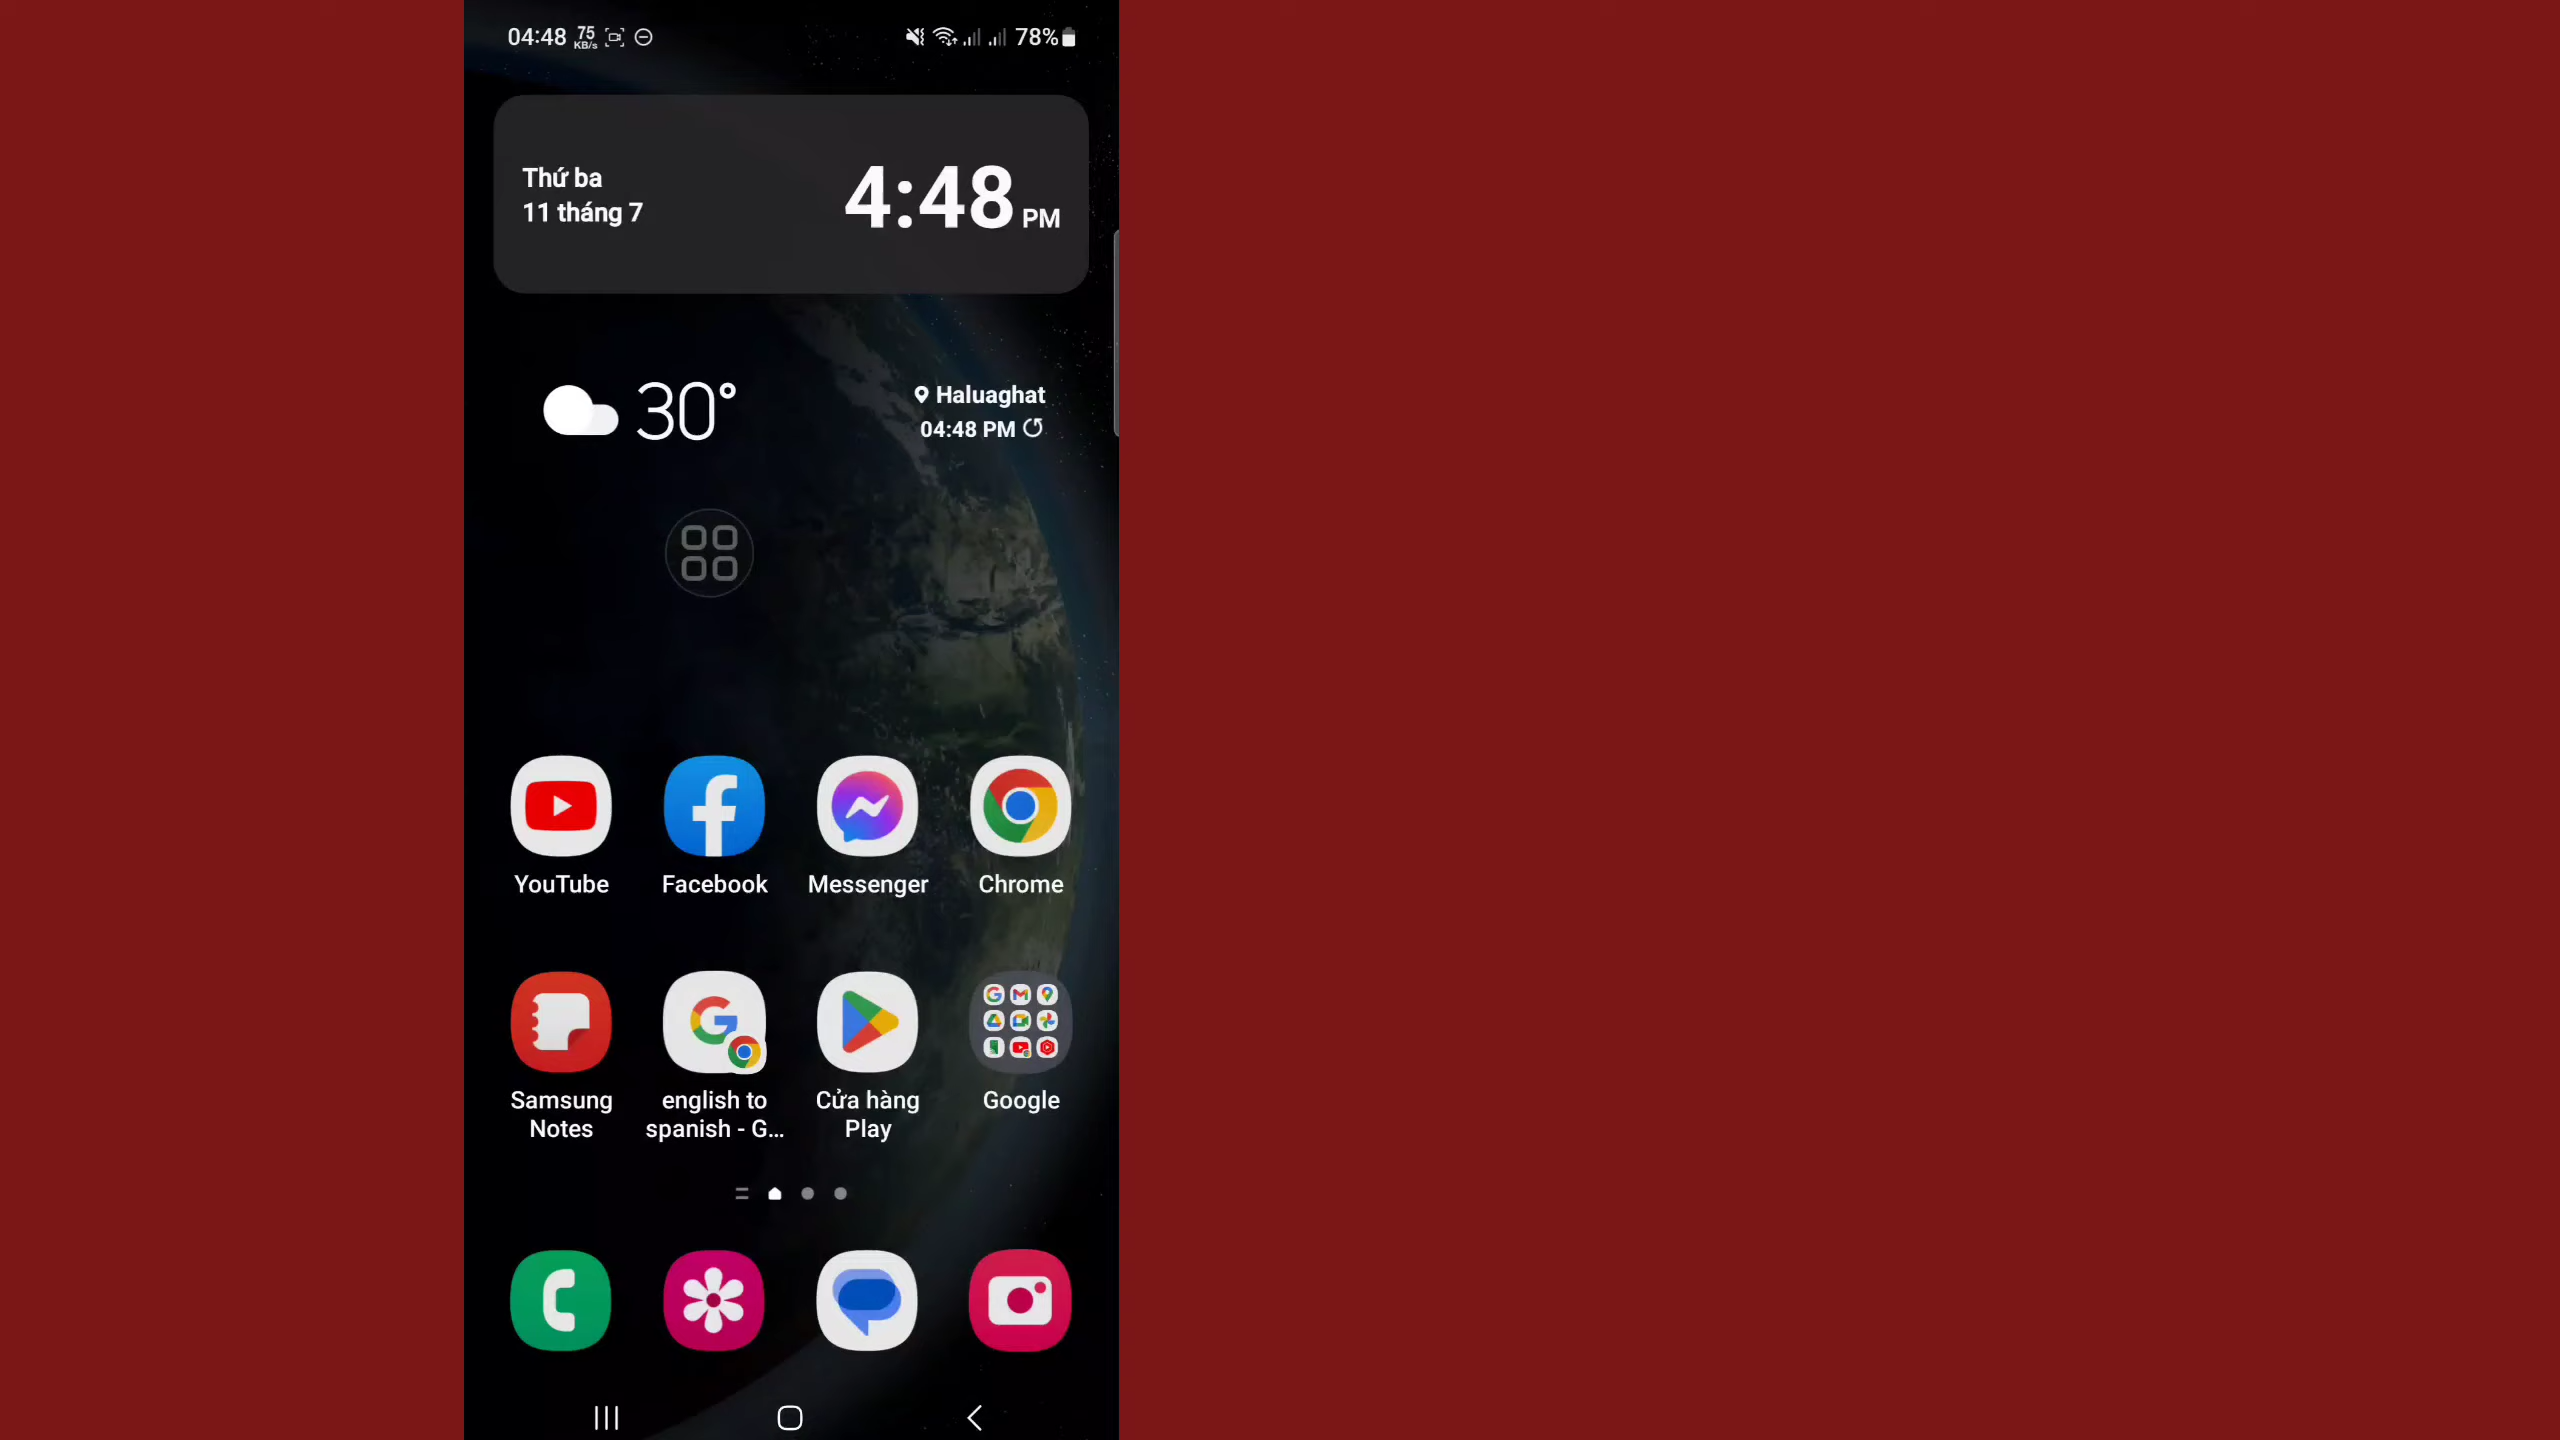 04:48 75 KB/s 78%
Thứ ba
11 tháng 7
4:48 PM
30°
Haluaghat
04:48 PM
YouTube Facebook Messenger Chrome
Samsung Notes
english to spanish - G...
Cửa hàng Play
Google